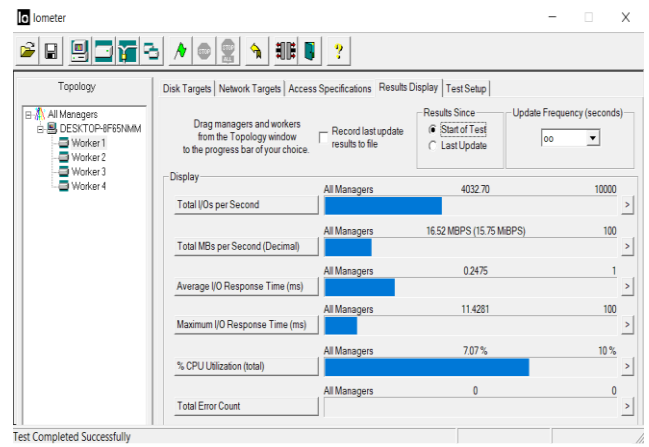 Iometer
STOP
STOP
ALL
Topology
All Managers
DESKTOP-8F65NMM
Worker 1
Worker 2
Worker 3
Worker 4
Disk Targets Network Targets Access Specifications Results Display Test Setup
Drag managers and workers
from the Topology window
to the progress bar of your choice.
Record last update
results to file
Results Since
Start of Test
Last Update
Update Frequency (seconds)
oo
Display
All Managers 4032.70 10000
Total I/Os per Second >
All Managers 16.52 MBPS (15.75 MiBPS) 100
Total MBs per Second (Decimal) >
All Managers 0.2475 1
Average I/O Response Time (ms) >
All Managers 11.4281 100
Maximum I/O Response Time (ms) >
All Managers 7.07 % 10 %
% CPU Utilization (total) >
All Managers 0 0
Total Error Count >
Test Completed Successfully